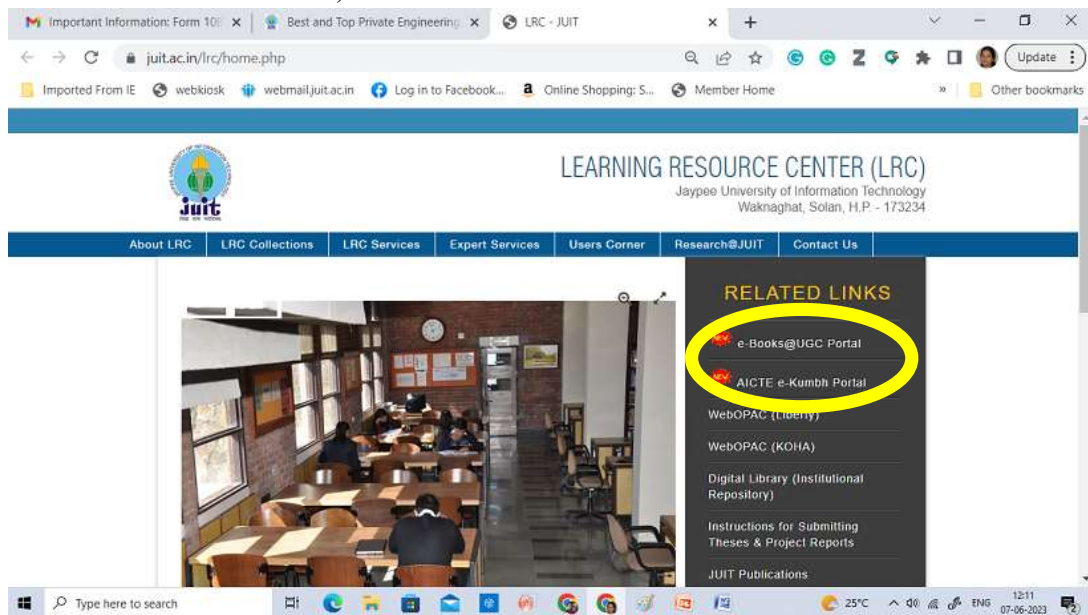 Important Information: Form 10E
Best and Top Private Engineering
LRC - JUIT
juit.ac.in/lrc/home.php
Update
Imported From IE
webkiosk
webmail.juit.ac.in
Log in to Facebook...
Online Shopping: S...
Member Home
»
Other bookmarks
juit
LEARNING RESOURCE CENTER (LRC)
Jaypee University of Information Technology
Waknaghat, Solan, H.P. - 173234
About LRC
LRC Collections
LRC Services
Expert Services
Users Corner
Research@JUIT
Contact Us
RELATED LINKS
NEW
e-Books@UGC Portal
NEW
AICTE e-Kumbh Portal
WebOPAC (Liberty)
WebOPAC (KOHA)
Digital Library (Institutional
Repository)
Instructions for Submitting
Theses & Project Reports
JUIT Publications
Type here to search
25°C
ENG
12:11
07-06-2023